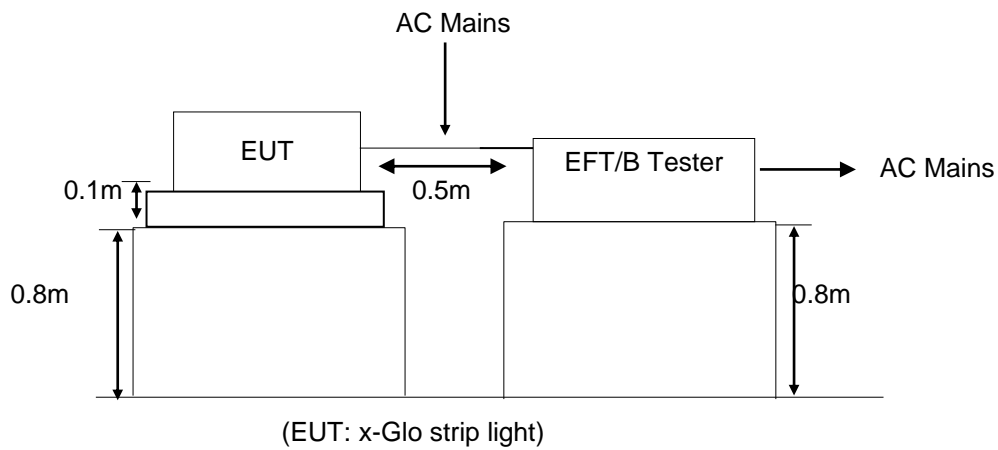 AC Mains
EUT
EFT/B Tester
AC Mains
0.1m
0.5m
0.8m
0.8m
(EUT: x-Glo strip light)